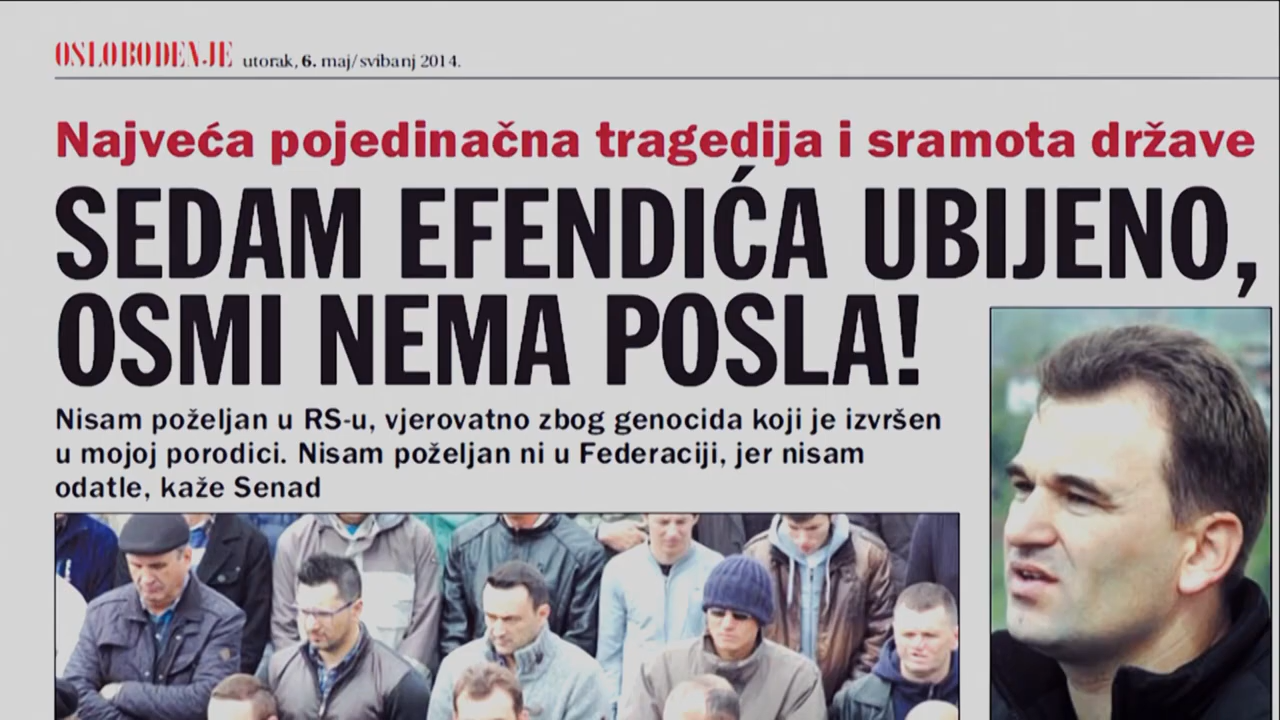 OSLOBOĐENJE utorak, 6. maj/svibanj 2014.
Najveća pojedinačna tragedija i sramota države
SEDAM EFENDIĆA UBIJENO,
OSMI NEMA POSLA!
Nisam poželjan u RS-u, vjerovatno zbog genocida koji je izvršen
u mojoj porodici. Nisam poželjan ni u Federaciji, jer nisam
odatle, kaže Senad